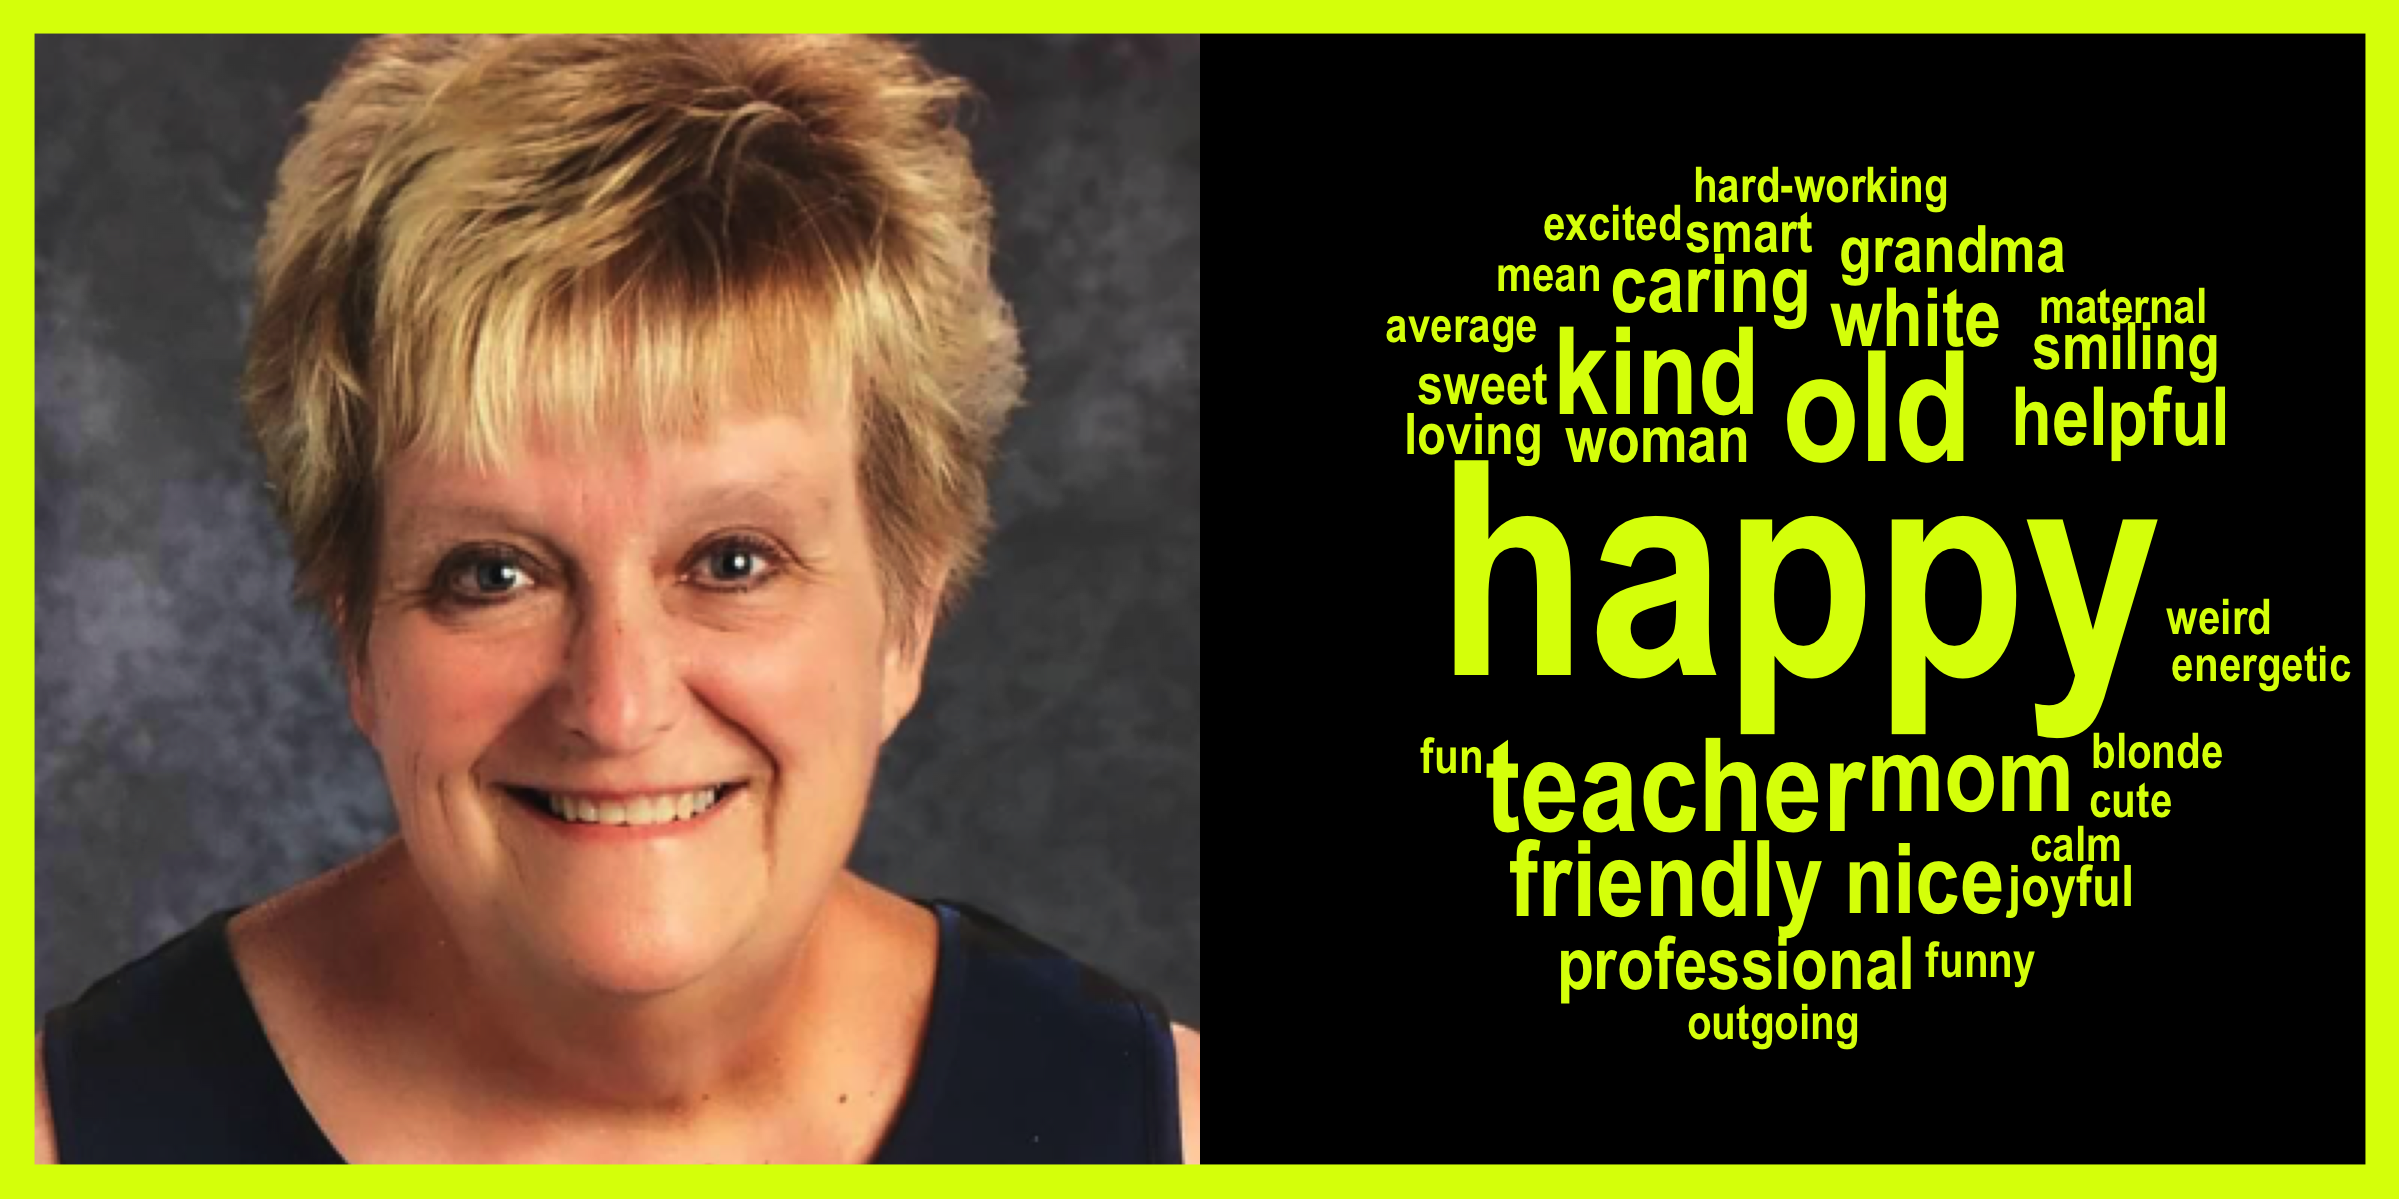 hard-working
excited smart grandma
mean caring white maternal
average kind old smiling
sweet helpful
loving woman
happy
weird
energetic
fun teacher mom blonde
cute
calm
friendly nice joyful
professional funny
outgoing